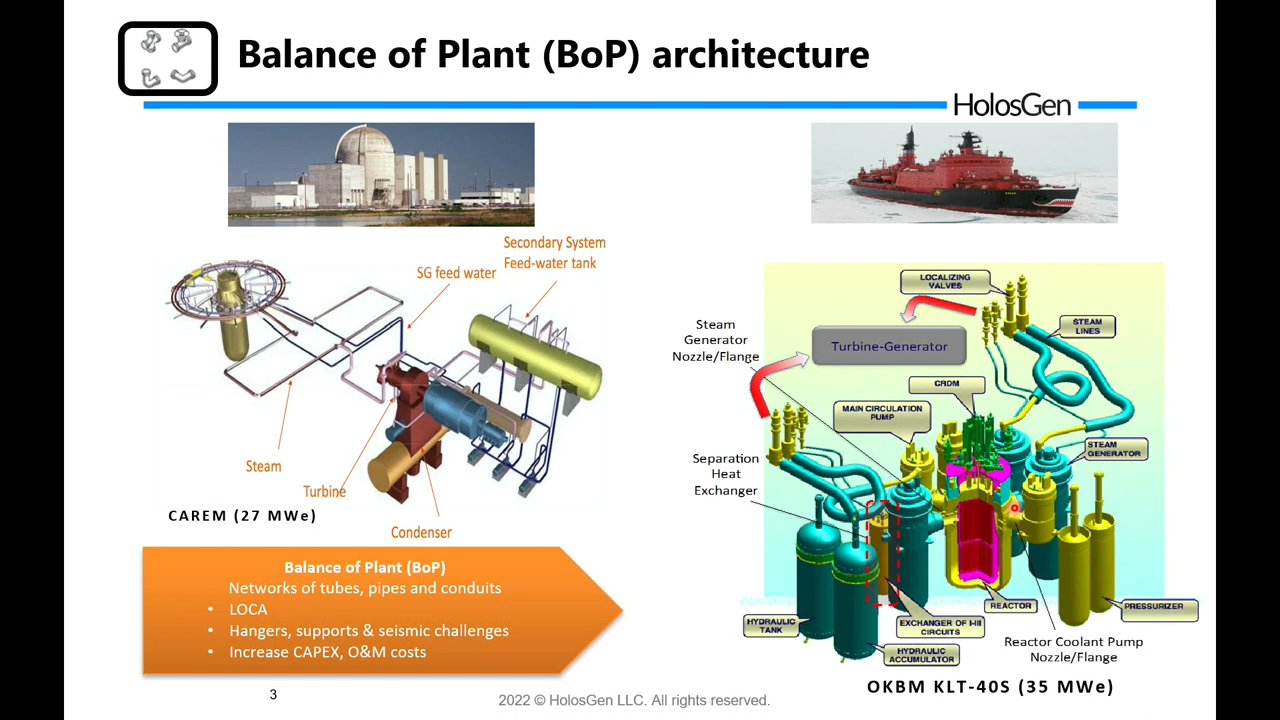 Balance of Plant (BoP) architecture
HolosGen
Secondary System
Feed-water tank
SG feed water
Steam
Turbine
Condenser
CAREM (27 MWe)
Balance of Plant (BoP)
Networks of tubes, pipes and conduits
• LOCA
• Hangers, supports & seismic challenges
• Increase CAPEX, O&M costs
LOCALIZING
VALVES
STEAM
LINES
Steam
Generator
Nozzle/Flange
Turbine-Generator
CRDM
MAIN CIRCULATION
PUMP
STEAM
GENERATOR
Separation
Heat
Exchanger
REACTOR
PRESSURIZER
HYDRAULIC
TANK
EXCHANGER OF I-III
CIRCUITS
HYDRAULIC
ACCUMULATOR
Reactor Coolant Pump
Nozzle/Flange
OKBM KLT-40S (35 MWe)
3
2022 © HolosGen LLC. All rights reserved.